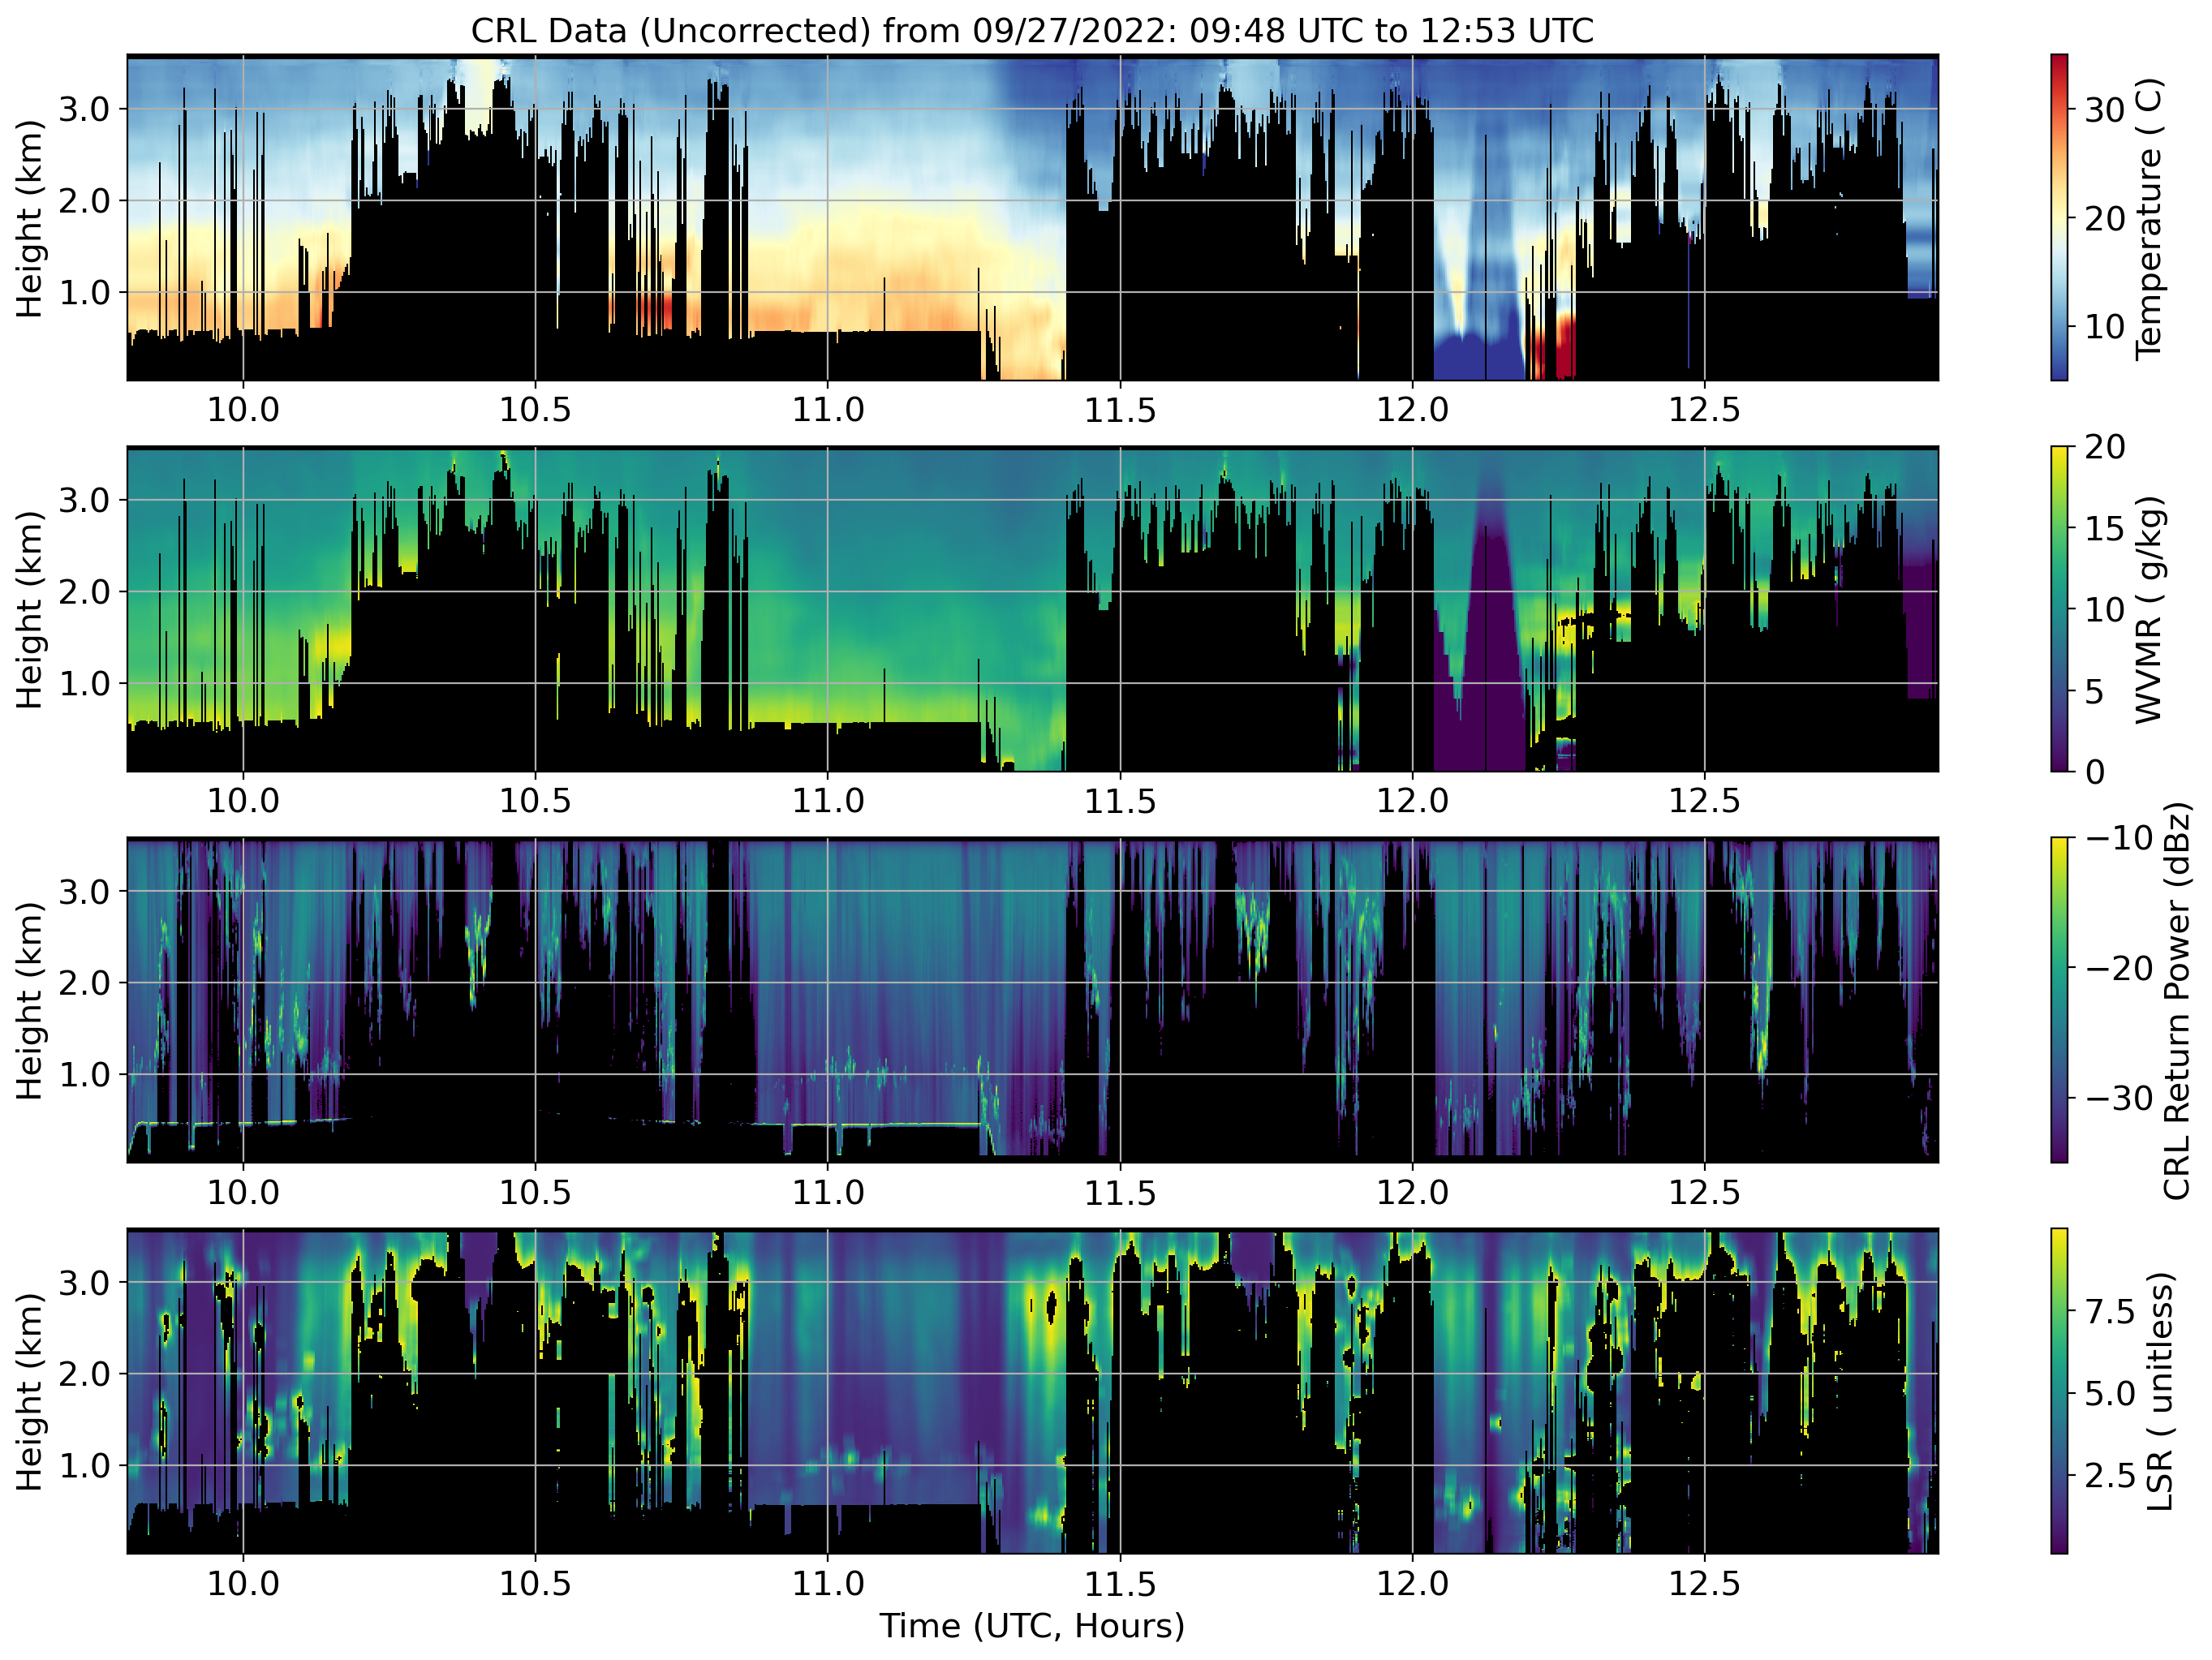 CRL Data (Uncorrected) from 09/27/2022: 09:48 UTC to 12:53 UTC
Height (km)
3.0
2.0
1.0
10.0 10.5 11.0 11.5 12.0 12.5
30
20
10
Temperature ( C)
Height (km)
3.0
2.0
1.0
10.0 10.5 11.0 11.5 12.0 12.5
20
15
10
5
0
WVMR ( g/kg)
Height (km)
3.0
2.0
1.0
10.0 10.5 11.0 11.5 12.0 12.5
−10
−20
−30
CRL Return Power (dBz)
Height (km)
3.0
2.0
1.0
10.0 10.5 11.0 11.5 12.0 12.5
7.5
5.0
2.5
LSR ( unitless)
Time (UTC, Hours)